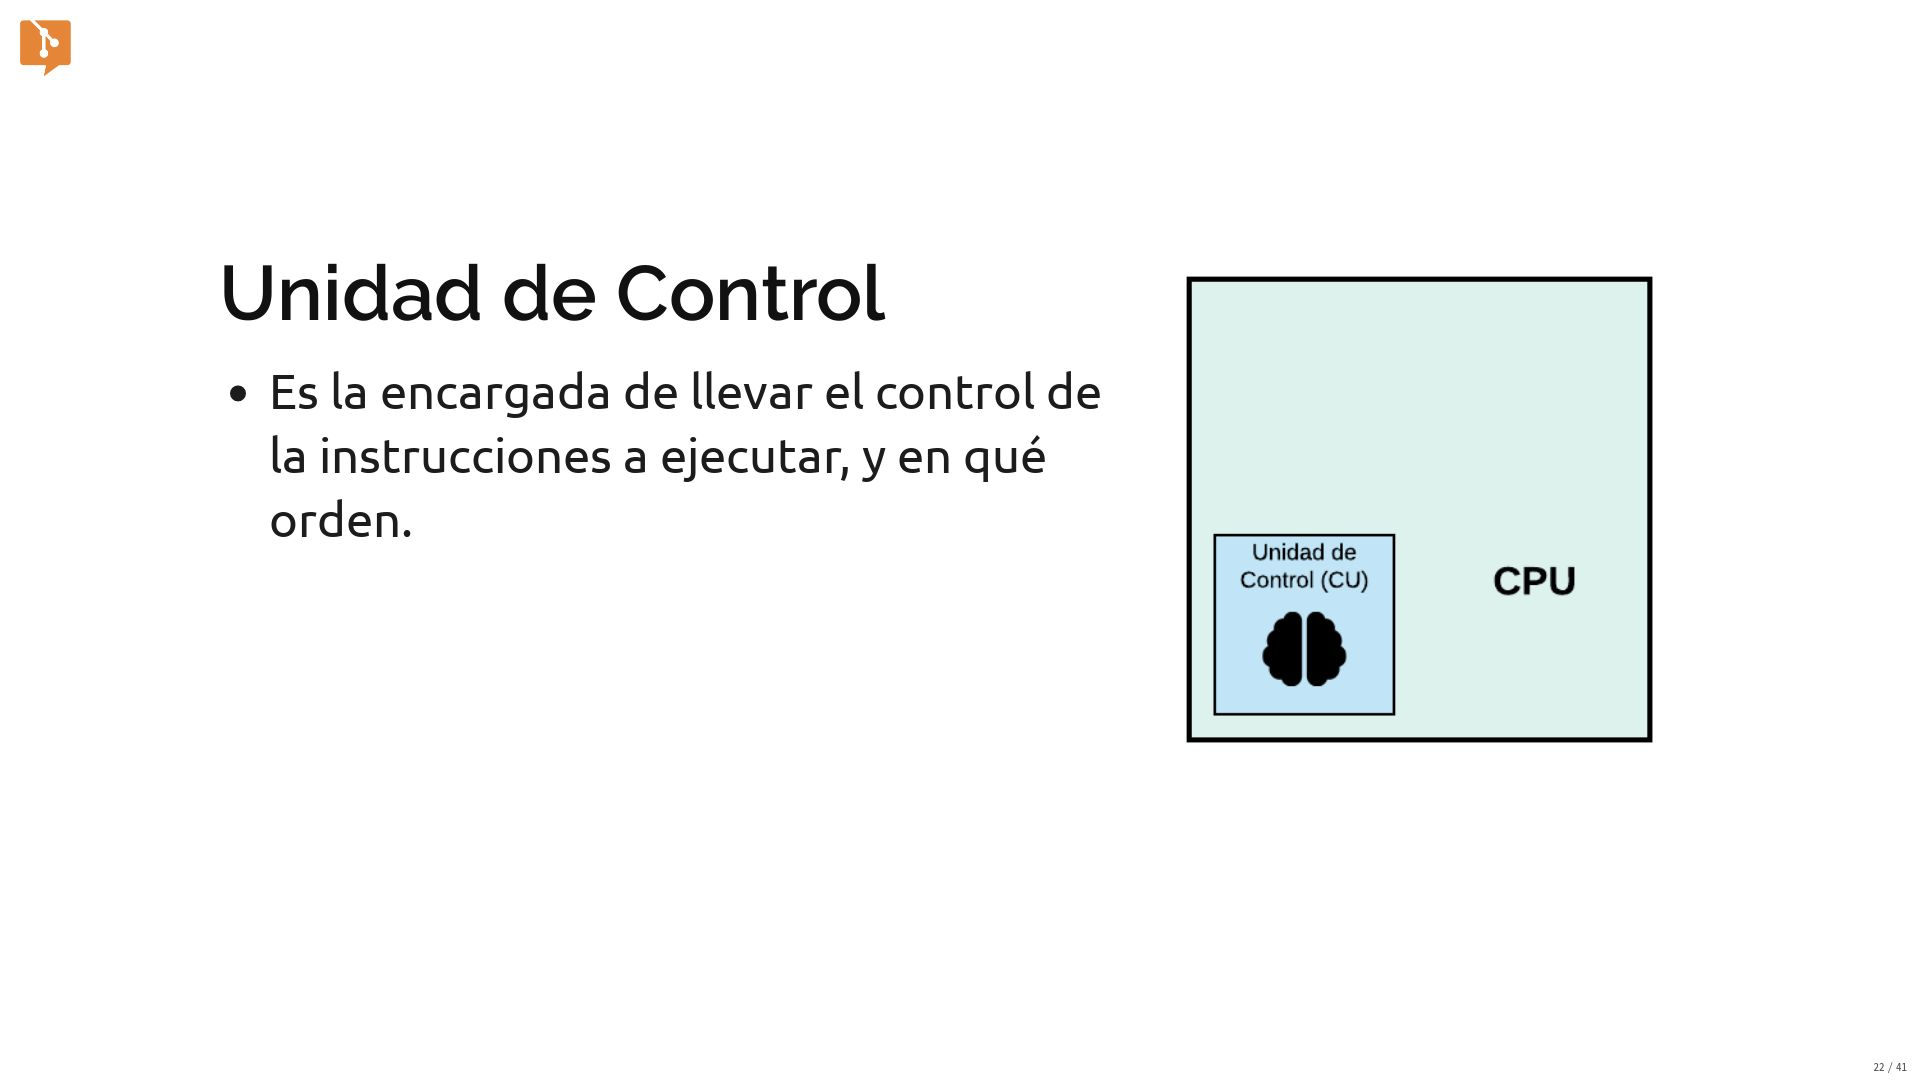 Unidad de Control
• Es la encargada de llevar el control de
la instrucciones a ejecutar, y en qué
orden.
Unidad de
Control (CU)
CPU
22 / 41